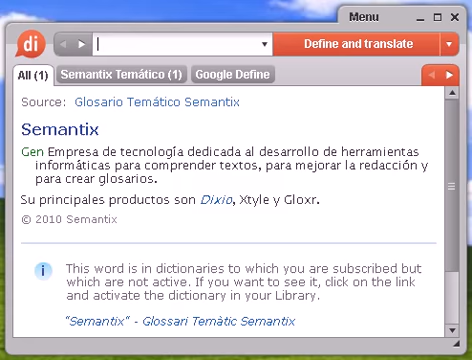 Menu
di
Define and translate
All (1)
Semantix Temático (1)
Google Define
Source: Glosario Temático Semantix
Semantix
Gen Empresa de tecnología dedicada al desarrollo de herramientas
informáticas para comprender textos, para mejorar la redacción y
para crear glosarios.
Su principales productos son Dixio, Xtyle y Gloxr.
© 2010 Semantix
i
This word is in dictionaries to which you are subscribed but
which are not active. If you want to see it, click on the link
and activate the dictionary in your Library.
"Semantix" - Glossari Temàtic Semantix